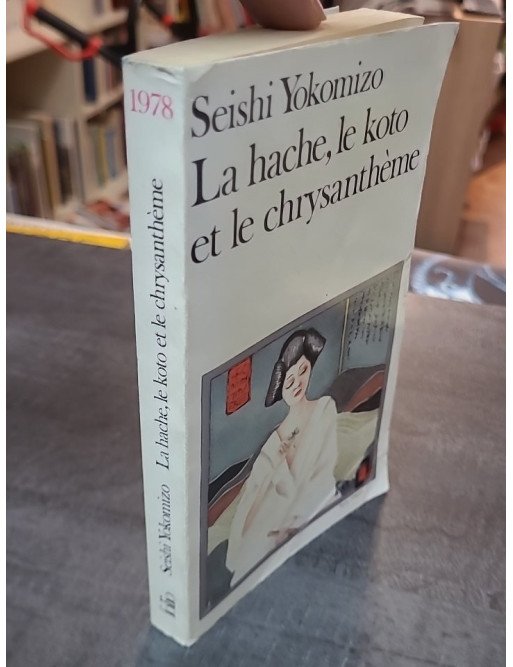 1978
Seishi Yokomizo
La hache, le koto
et le chrysanthème
Seishi Yokomizo La hache, le koto et le chrysanthème
folio